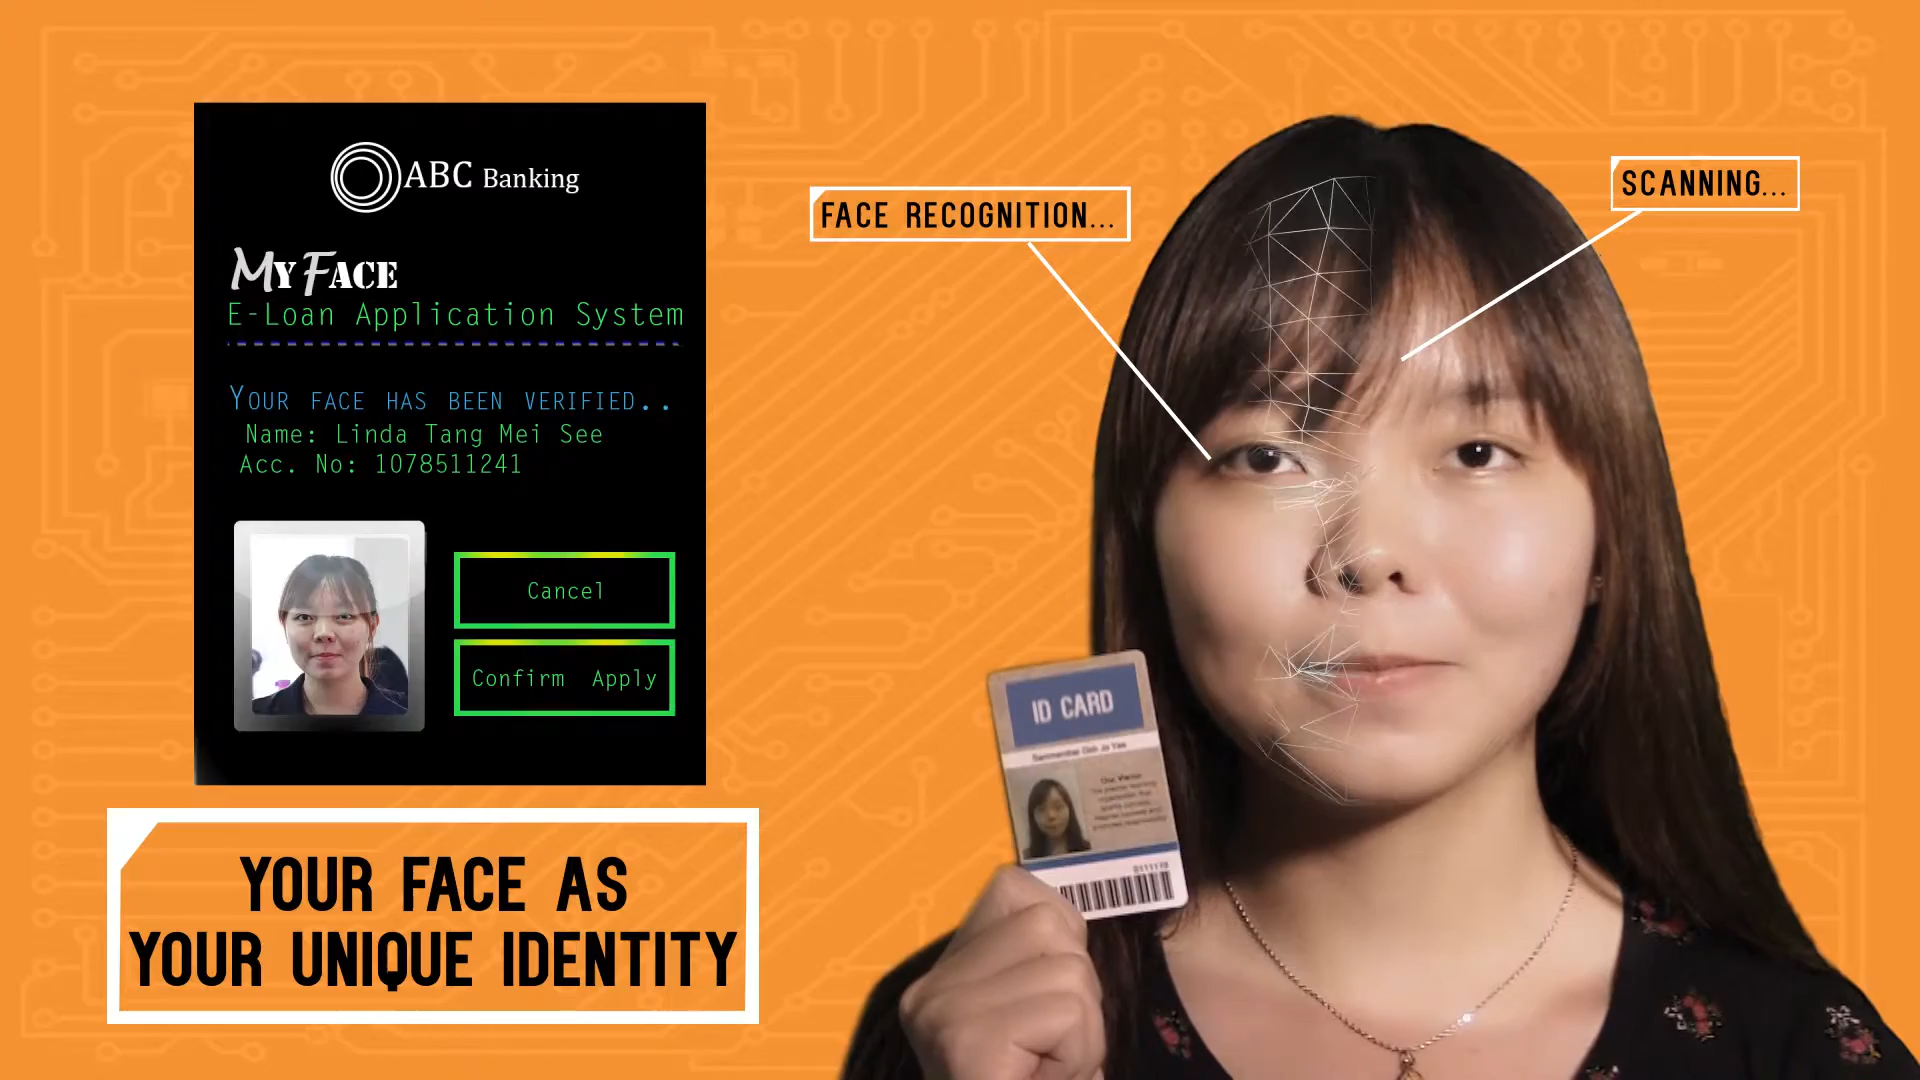 ABC Banking
MY FACE
E-Loan Application System
YOUR FACE HAS BEEN VERIFIED..
Name: Linda Tang Mei See
Acc. No: 1078511241
Cancel
Confirm Apply
YOUR FACE AS
YOUR UNIQUE IDENTITY
FACE RECOGNITION...
SCANNING...
ID CARD